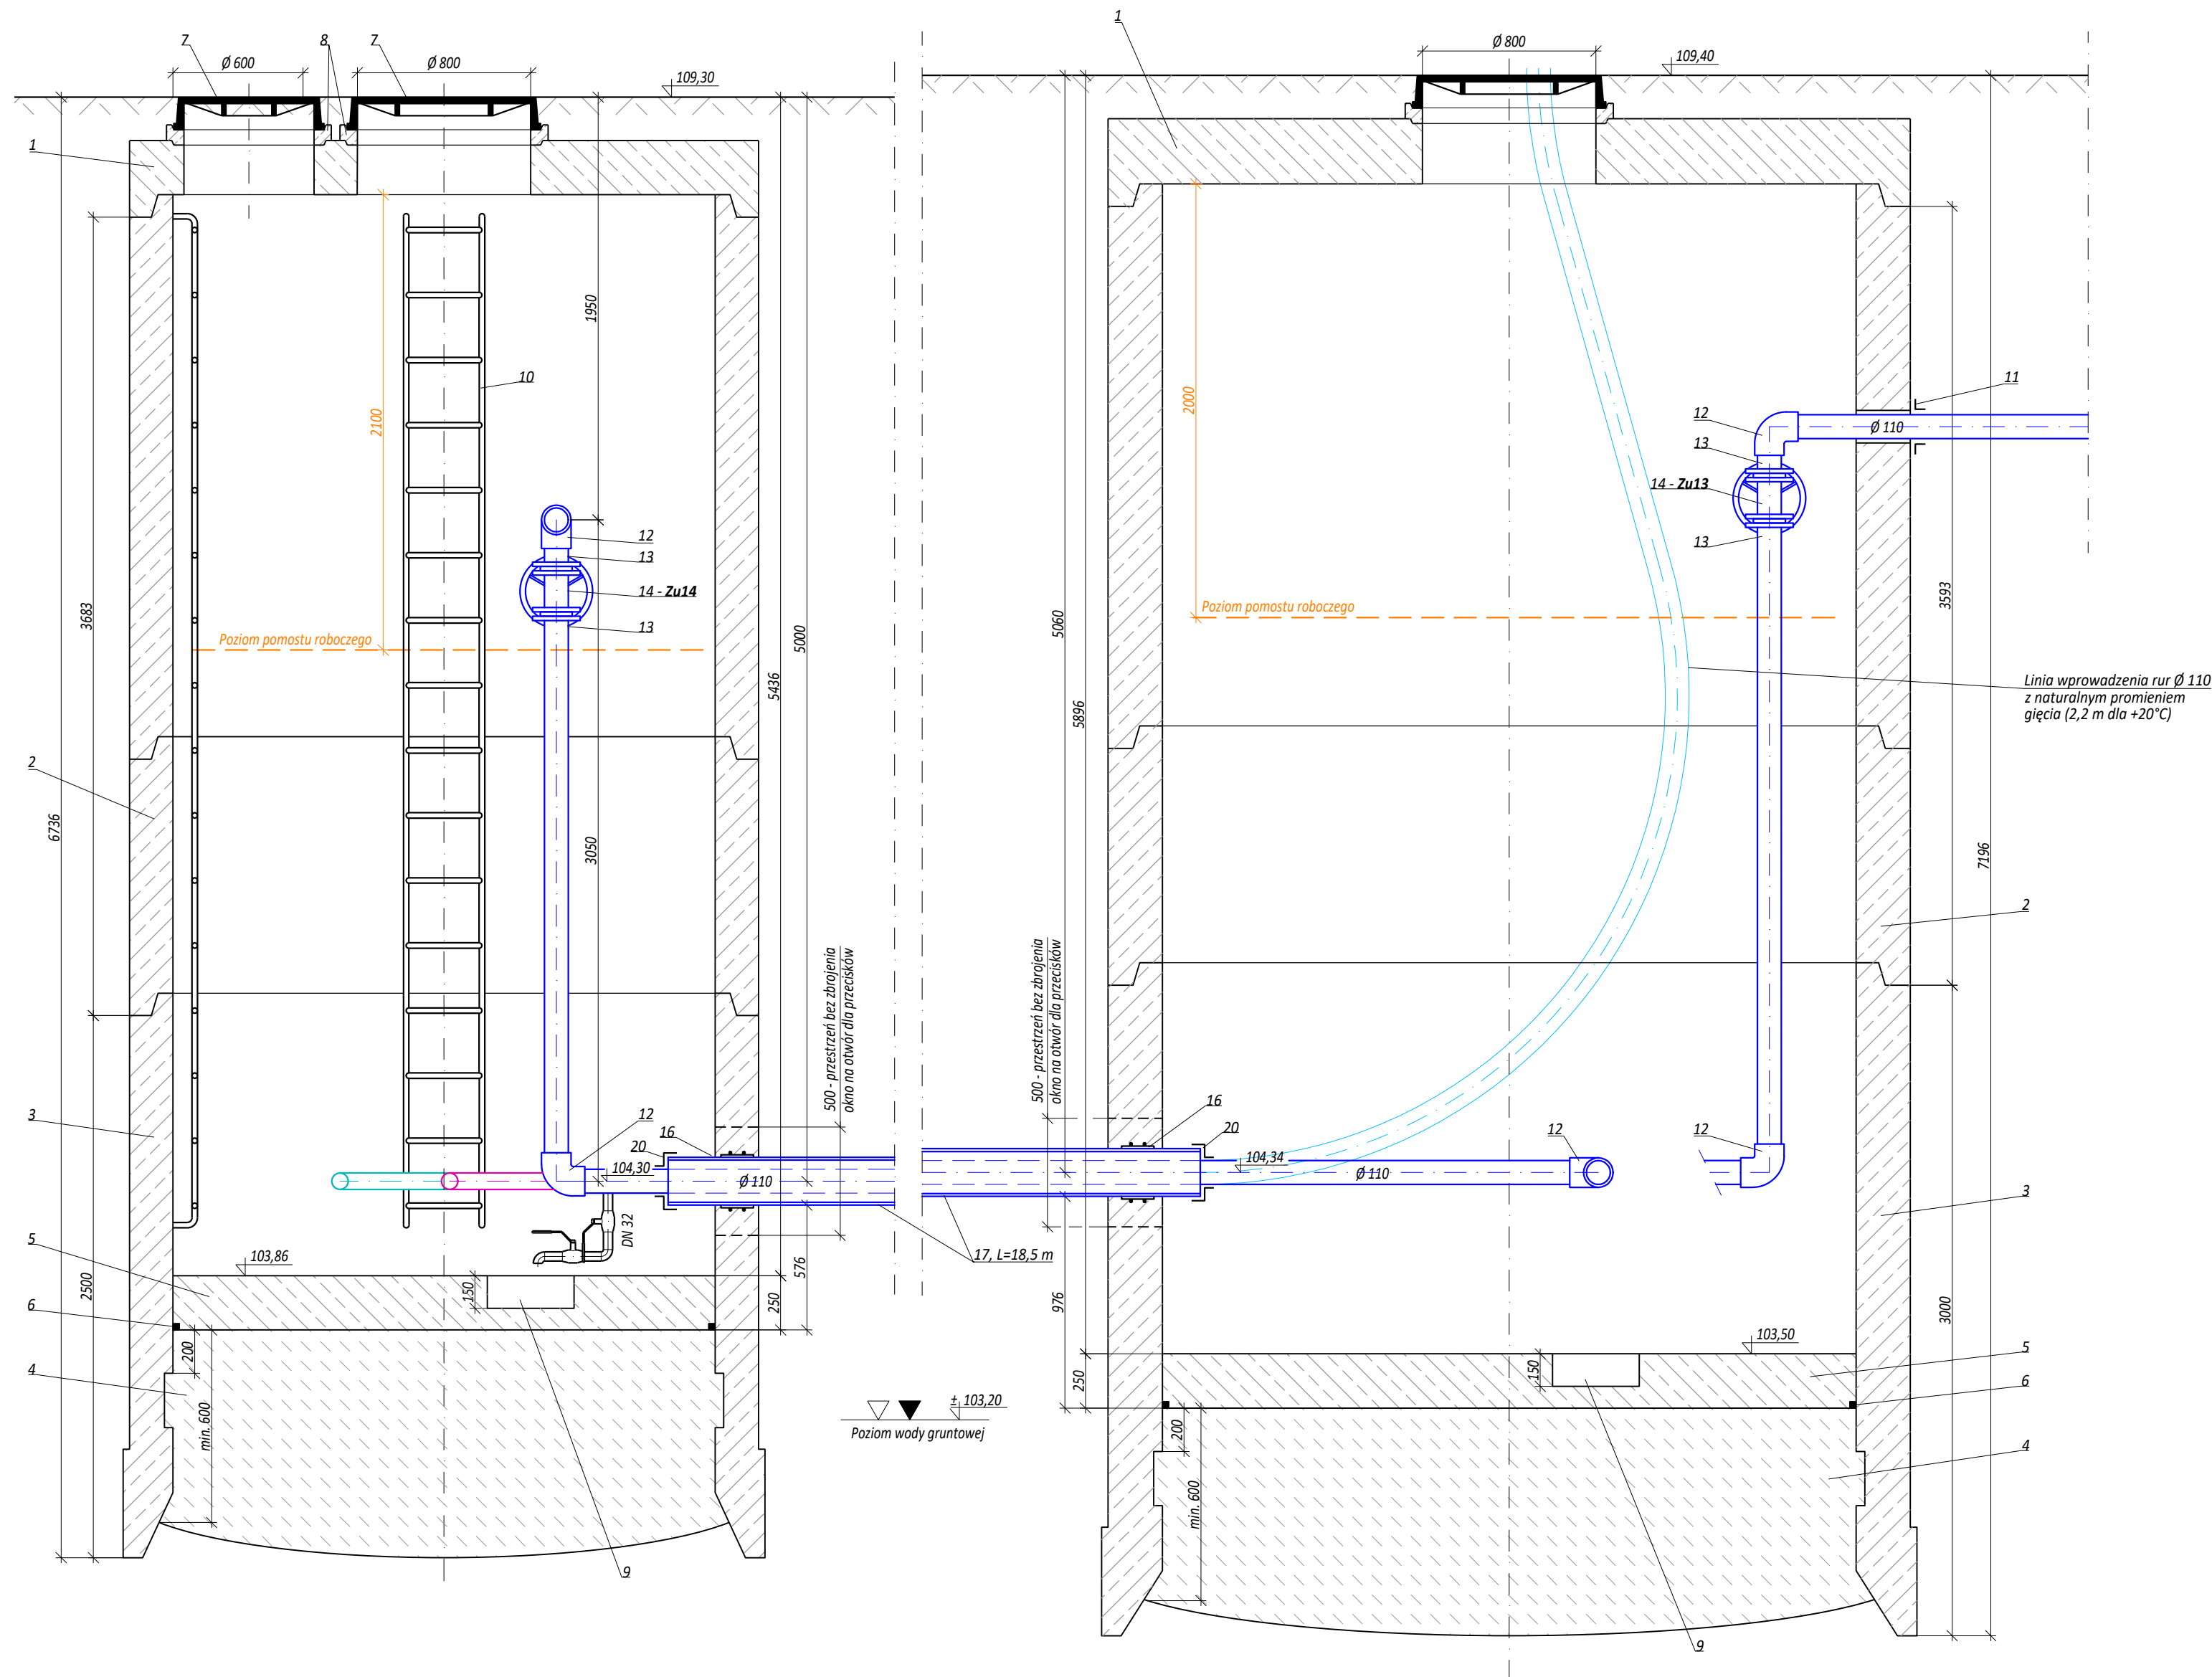 7
8
7
Ø 600
Ø 800
109,30
1
1950
10
2100
12
13
14 - Zu14
13
Poziom pomostu roboczego
3683
5000
5436
2
6736
3050
500 - przestrzeń bez zbrojenia
okno na otwór dla przecisków
3
12
16
20
104,30
Ø 110
DN 32
5
103,86
2500
150
576
250
6
200
4
min. 600
9
± 103,20
Poziom wody gruntowej
17, L=18,5 m
1
Ø 800
109,40
2000
11
12
Ø 110
13
14 - Zu13
13
3593
Poziom pomostu roboczego
5060
5896
Linia wprowadzenia rur Ø 110
z naturalnym promieniem
gięcia (2,2 m dla +20°C)
7196
2
500 - przestrzeń bez zbrojenia
okno na otwór dla przecisków
16
20
12
12
104,34
Ø 110
3
976
3000
103,50
5
150
250
6
200
4
min. 600
9